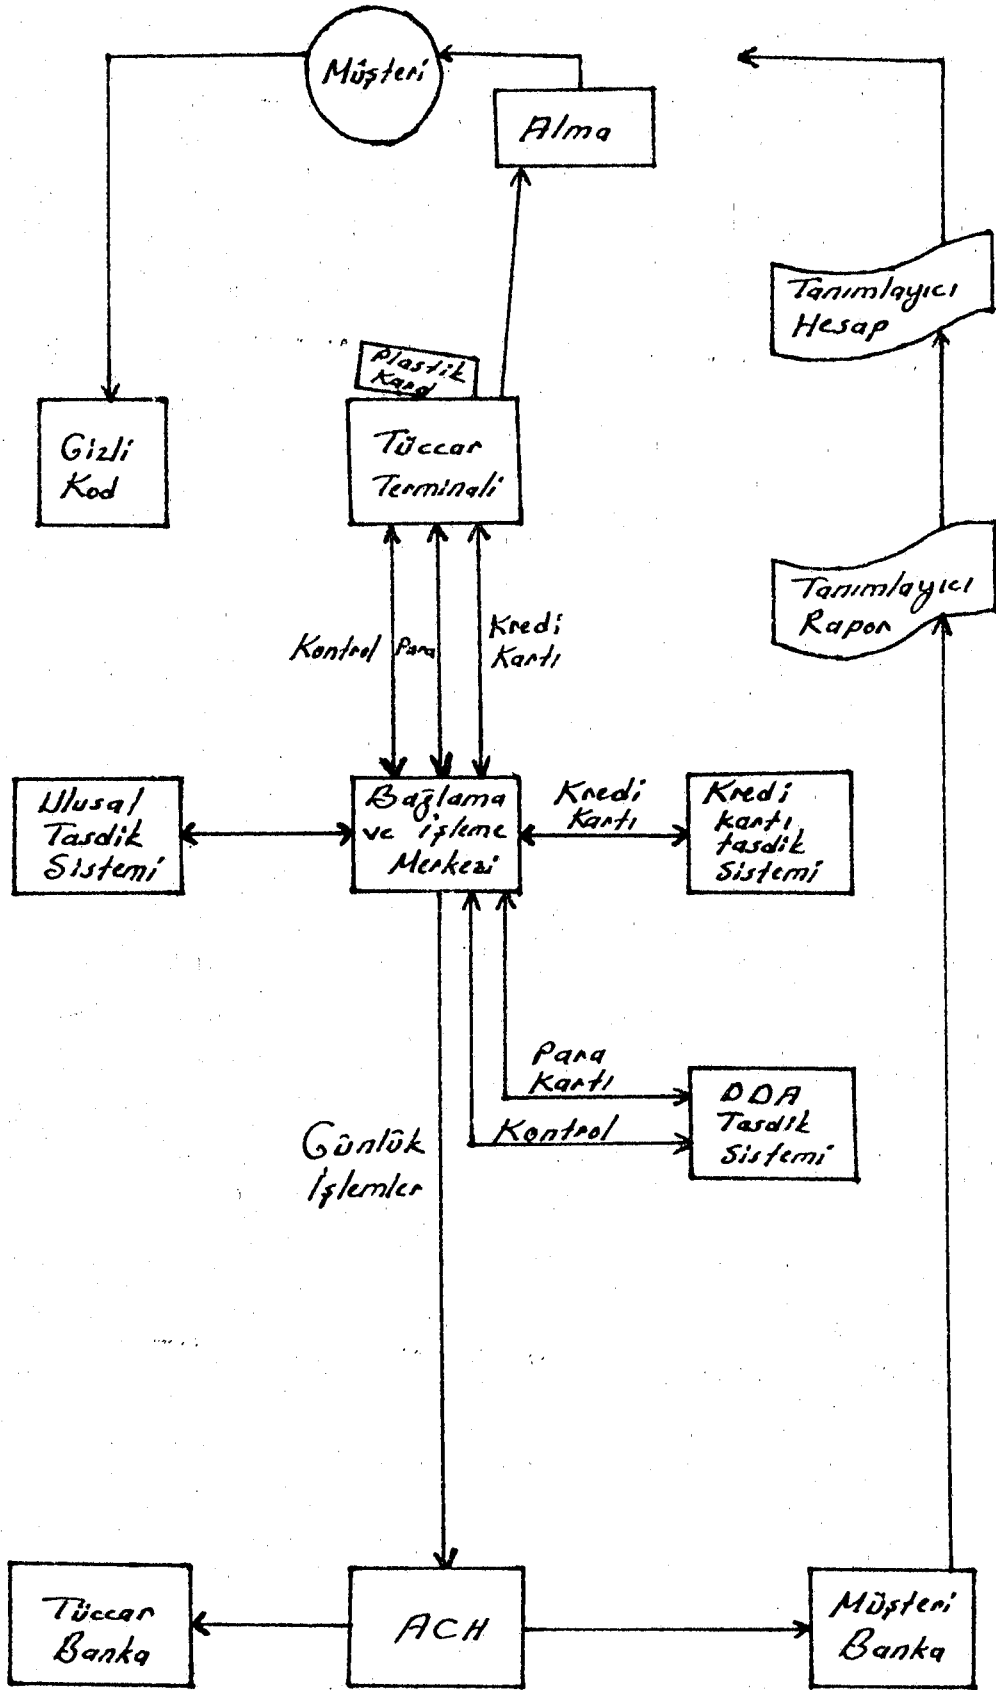 Müşteri
Alma
Tanımlayıcı
Hesap
Plastik
Kard
Gizli
Kod
Tüccar
Terminali
Tanımlayıcı
Rapor
Kontrol
Para
Kredi
Kartı
Ulusal
Tasdik
Sistemi
Bağlama
ve işleme
Merkezi
Kredi
Kartı
Kredi
kartı
tasdik
Sistemi
Para
Kartı
Kontrol
DDA
Tasdik
Sistemi
Günlük
İşlemler
Tüccar
Banka
ACH
Müşteri
Banka